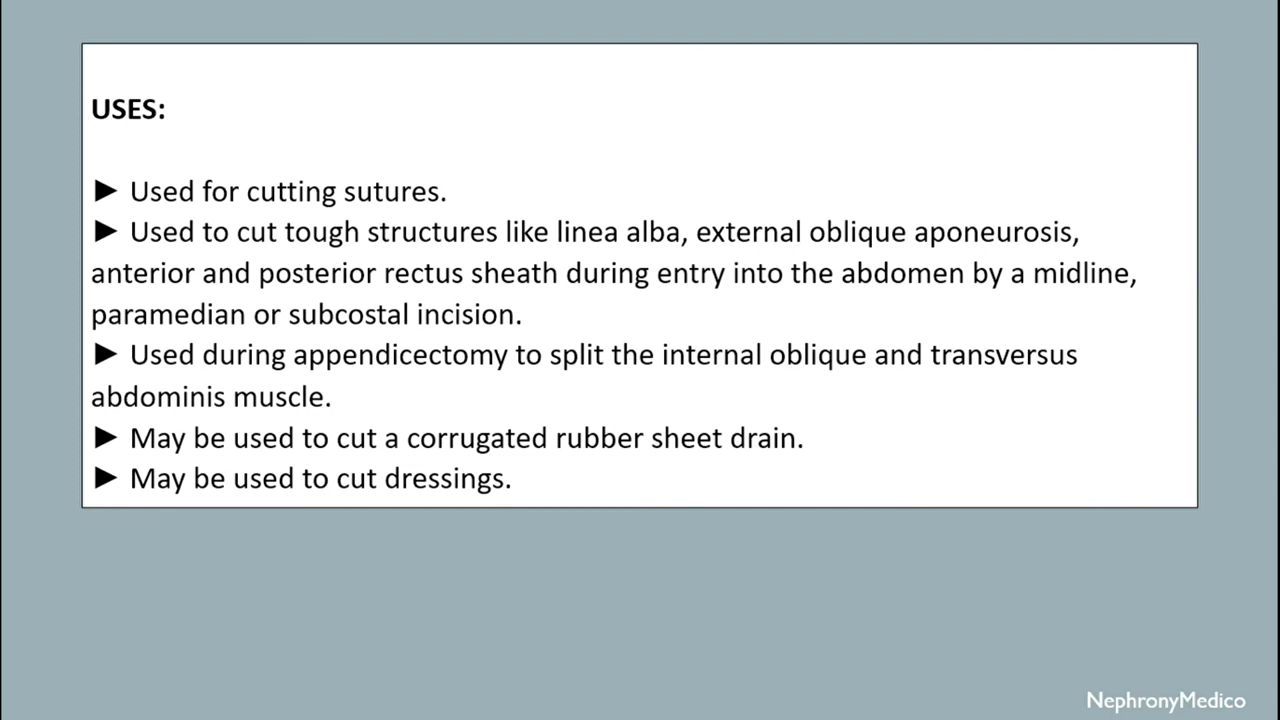 USES:
► Used for cutting sutures.
► Used to cut tough structures like linea alba, external oblique aponeurosis,
anterior and posterior rectus sheath during entry into the abdomen by a midline,
paramedian or subcostal incision.
► Used during appendicectomy to split the internal oblique and transversus
abdominis muscle.
► May be used to cut a corrugated rubber sheet drain.
► May be used to cut dressings.
NephronyMedico